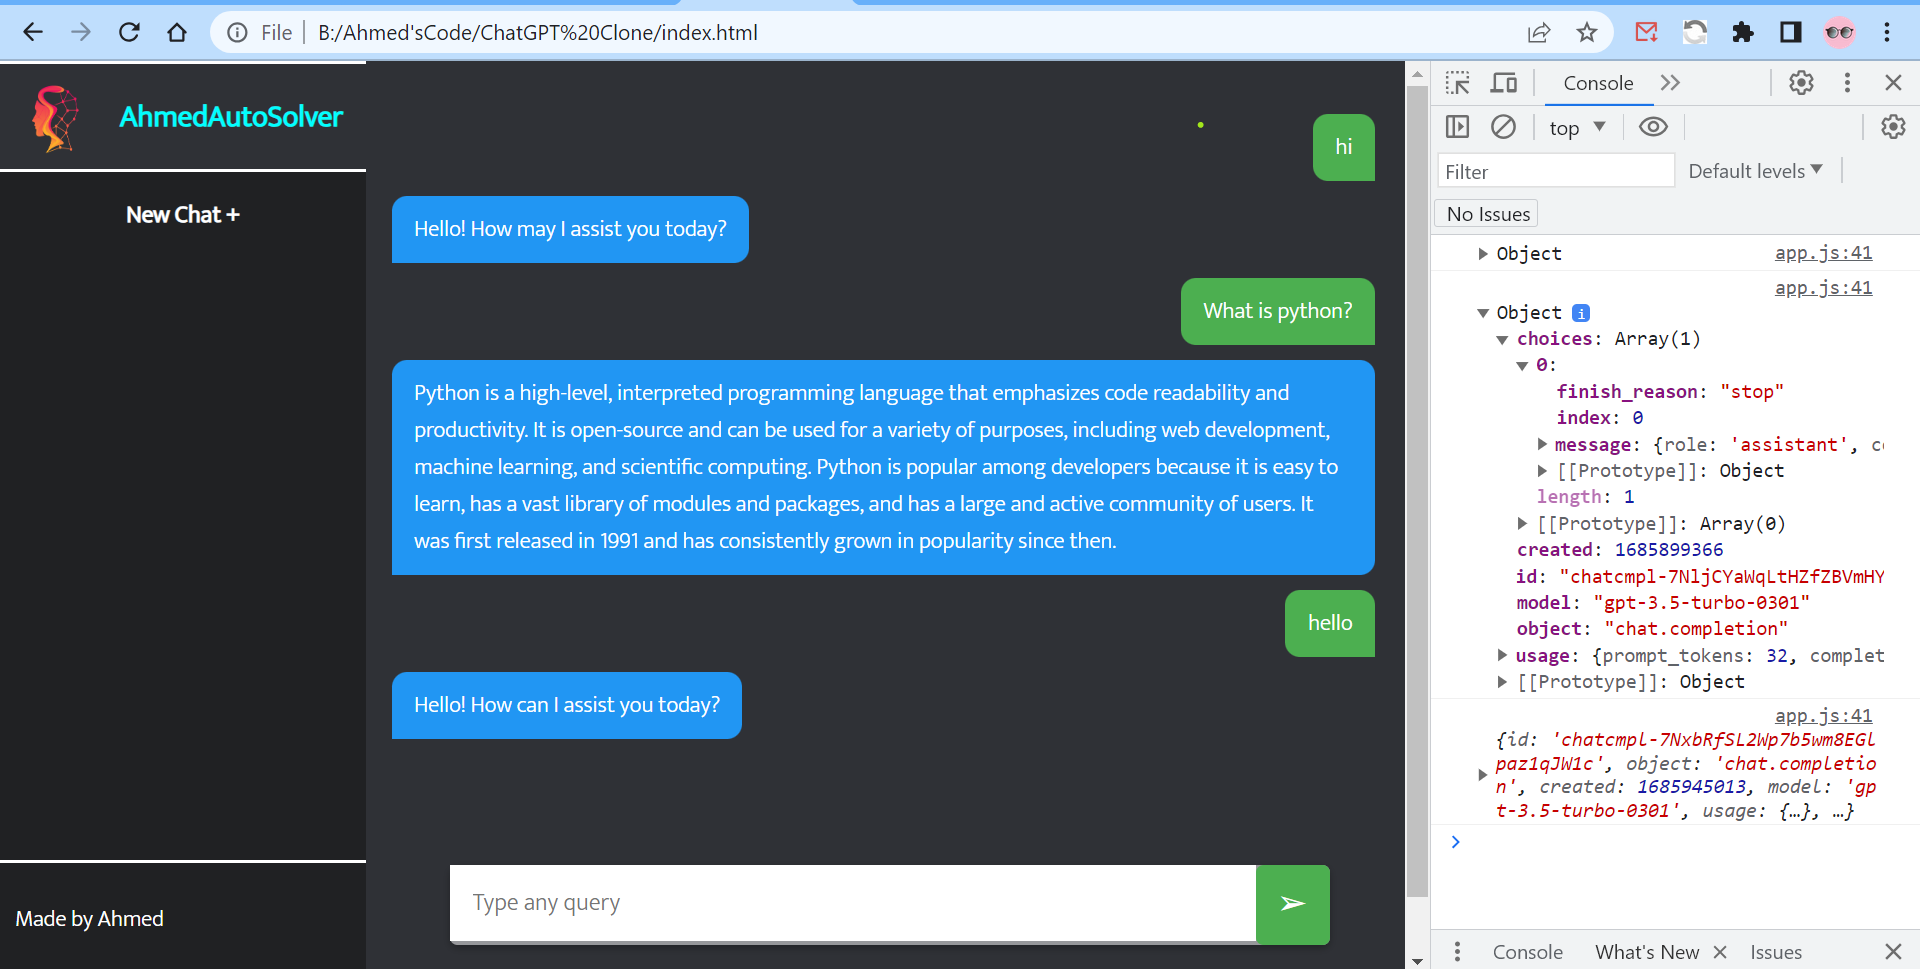 File
B:/Ahmed'sCode/ChatGPT%20Clone/index.html
AhmedAutoSolver
New Chat +
Made by Ahmed
hi
Hello! How may I assist you today?
What is python?
Python is a high-level, interpreted programming language that emphasizes code readability and
productivity. It is open-source and can be used for a variety of purposes, including web development,
machine learning, and scientific computing. Python is popular among developers because it is easy to
learn, has a vast library of modules and packages, and has a large and active community of users. It
was first released in 1991 and has consistently grown in popularity since then.
hello
Hello! How can I assist you today?
Type any query
Console
top
Filter
Default levels
No Issues
Object app.js:41
app.js:41
Object i
choices: Array(1)
0:
finish_reason: "stop"
index: 0
message: {role: 'assistant', c
[[Prototype]]: Object
length: 1
[[Prototype]]: Array(0)
created: 1685899366
id: "chatcmpl-7NljCYaWqLtHZfZBVmHY
model: "gpt-3.5-turbo-0301"
object: "chat.completion"
usage: {prompt_tokens: 32, complet
[[Prototype]]: Object
app.js:41
{id: 'chatcmpl-7NxbRfSL2Wp7b5wm8EGl
paz1qJW1c', object: 'chat.completio
n', created: 1685945013, model: 'gp
t-3.5-turbo-0301', usage: {…}, …}
Console What's New Issues